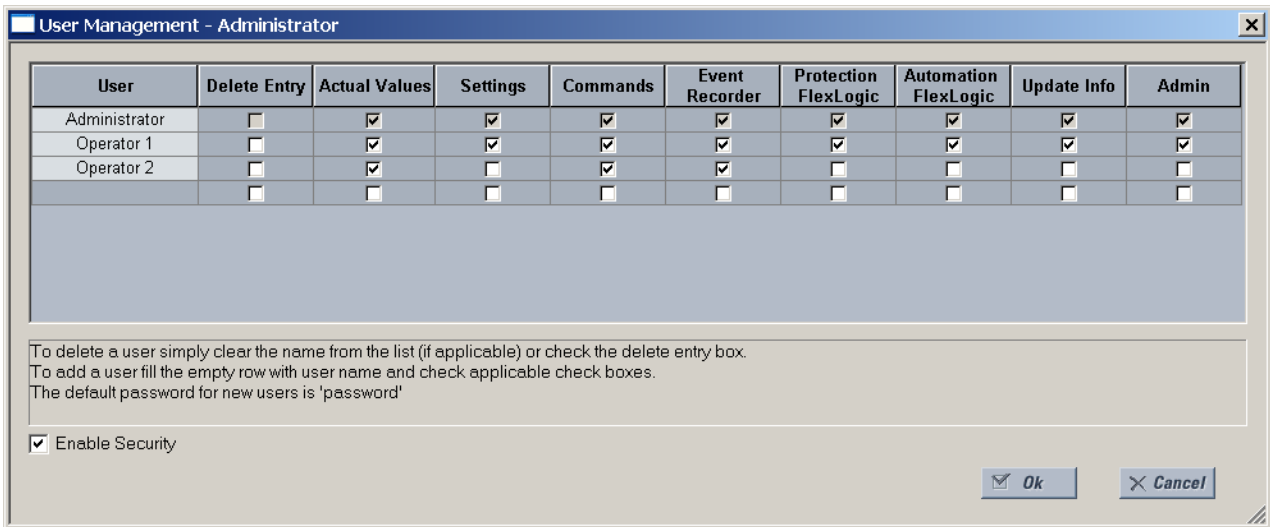 User Management - Administrator
User Delete Entry Actual Values Settings Commands Event Recorder Protection FlexLogic Automation FlexLogic Update Info Admin
Administrator
Operator 1
Operator 2
To delete a user simply clear the name from the list (if applicable) or check the delete entry box.
To add a user fill the empty row with user name and check applicable check boxes.
The default password for new users is 'password'
Enable Security
Ok Cancel